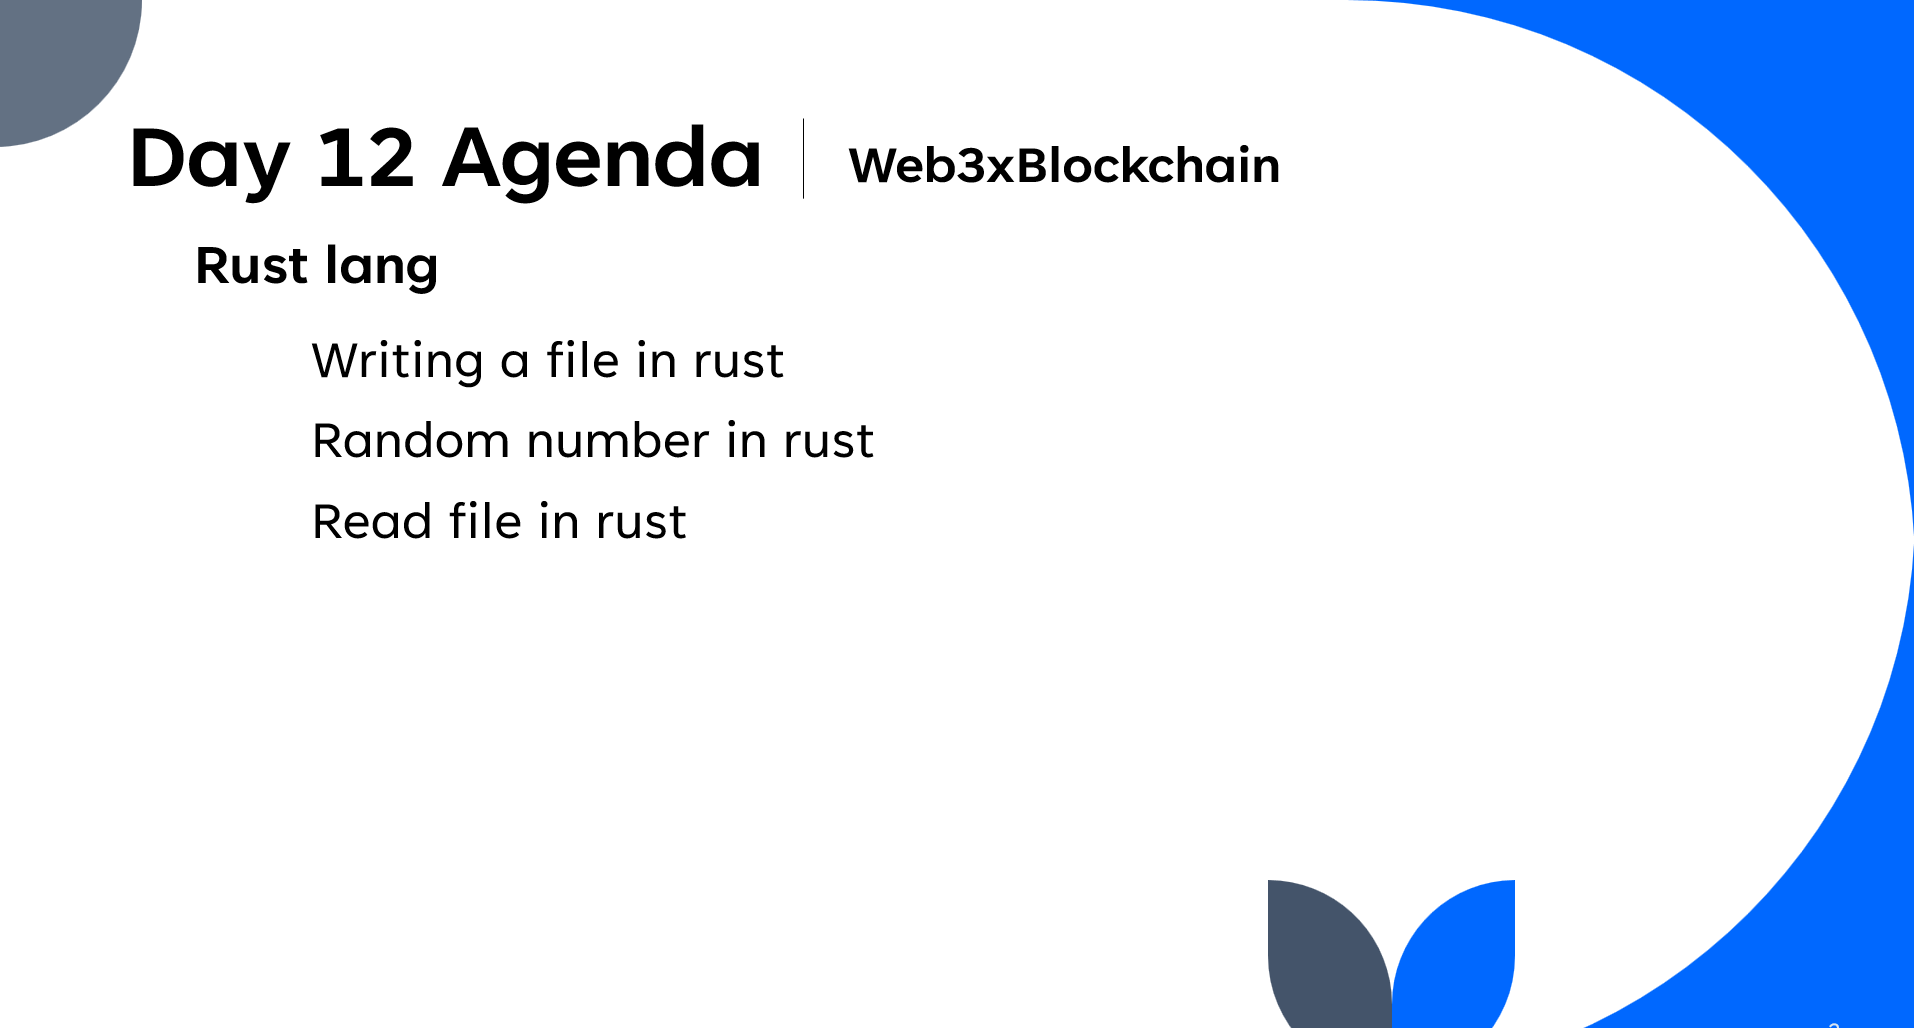 Day 12 Agenda
Web3xBlockchain
Rust lang
Writing a file in rust
Random number in rust
Read file in rust